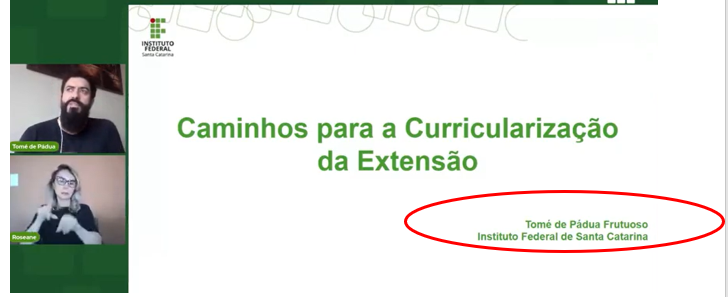 INSTITUTO
FEDERAL
Santa Catarina
Tomé de Pádua
Roseane
Caminhos para a Curricularização
da Extensão
Tomé de Pádua Frutuoso
Instituto Federal de Santa Catarina